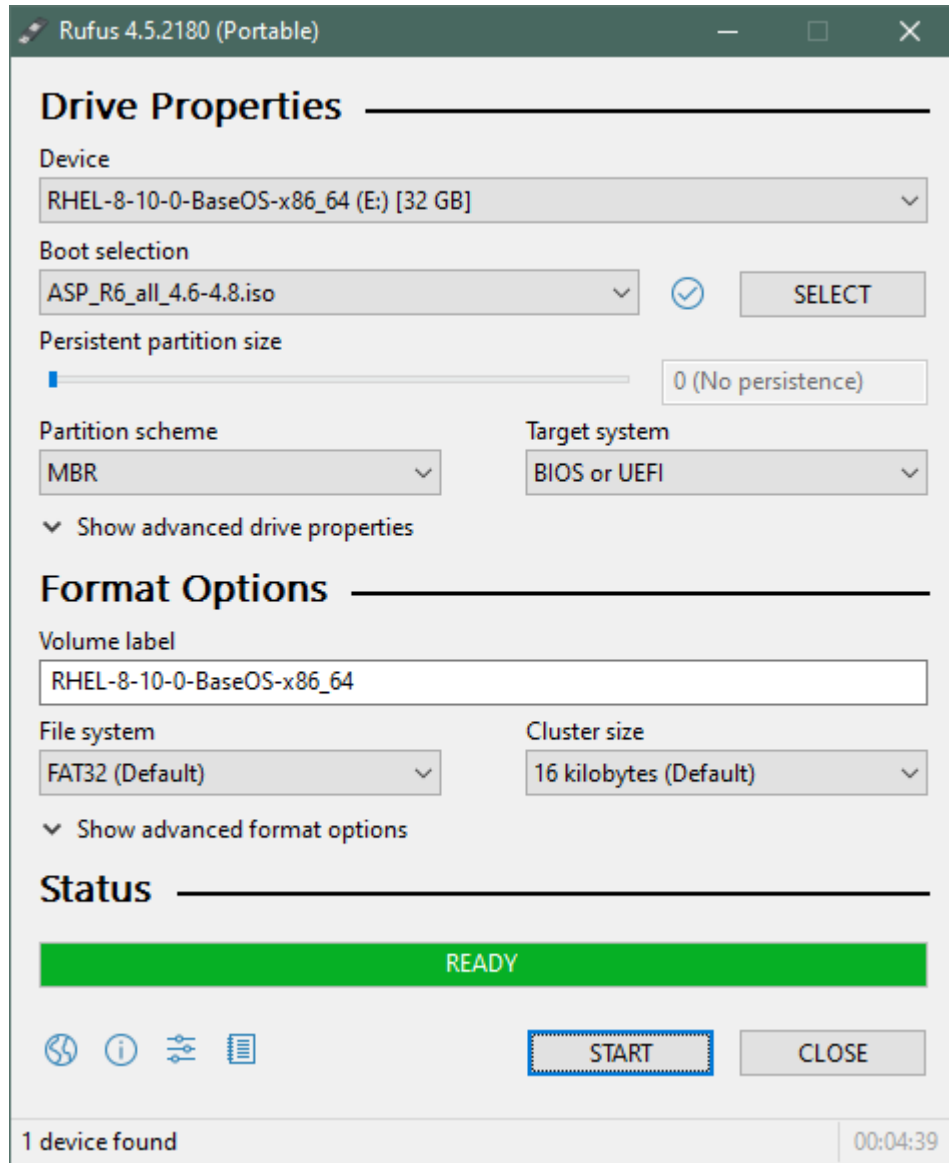 Rufus 4.5.2180 (Portable)
Drive Properties
Device
RHEL-8-10-0-BaseOS-x86_64 (E:) [32 GB]
Boot selection
ASP_R6_all_4.6-4.8.iso
SELECT
Persistent partition size
0 (No persistence)
Partition scheme
Target system
MBR
BIOS or UEFI
Show advanced drive properties
Format Options
Volume label
RHEL-8-10-0-BaseOS-x86_64
File system
Cluster size
FAT32 (Default)
16 kilobytes (Default)
Show advanced format options
Status
READY
START
CLOSE
1 device found
00:04:39